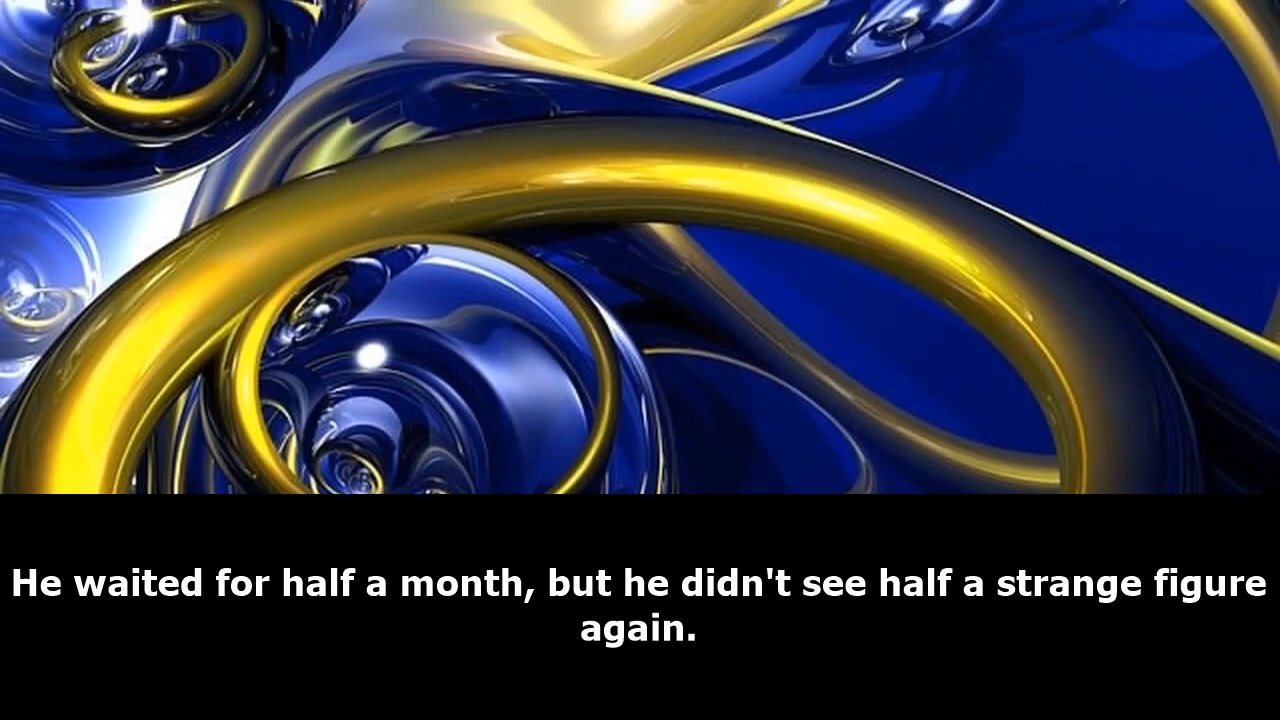 He waited for half a month, but he didn't see half a strange figure
again.